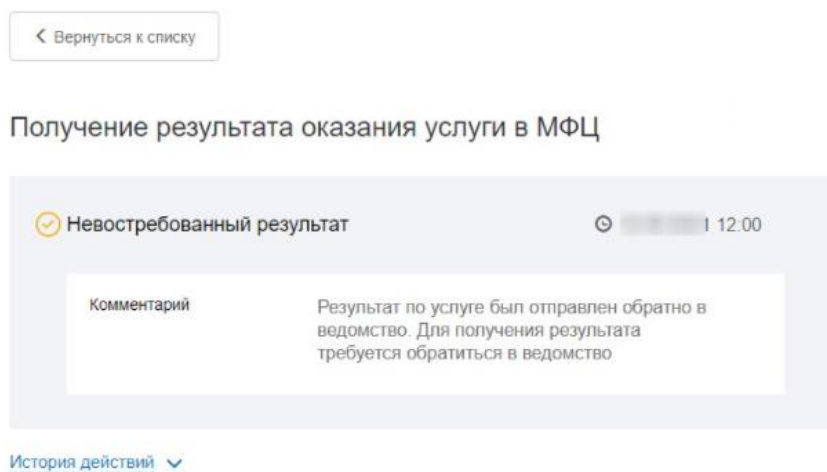 Вернуться к списку
Получение результата оказания услуги в МФЦ
Невостребованный результат
12:00
Комментарий
Результат по услуге был отправлен обратно в
ведомство. Для получения результата
требуется обратиться в ведомство
История действий